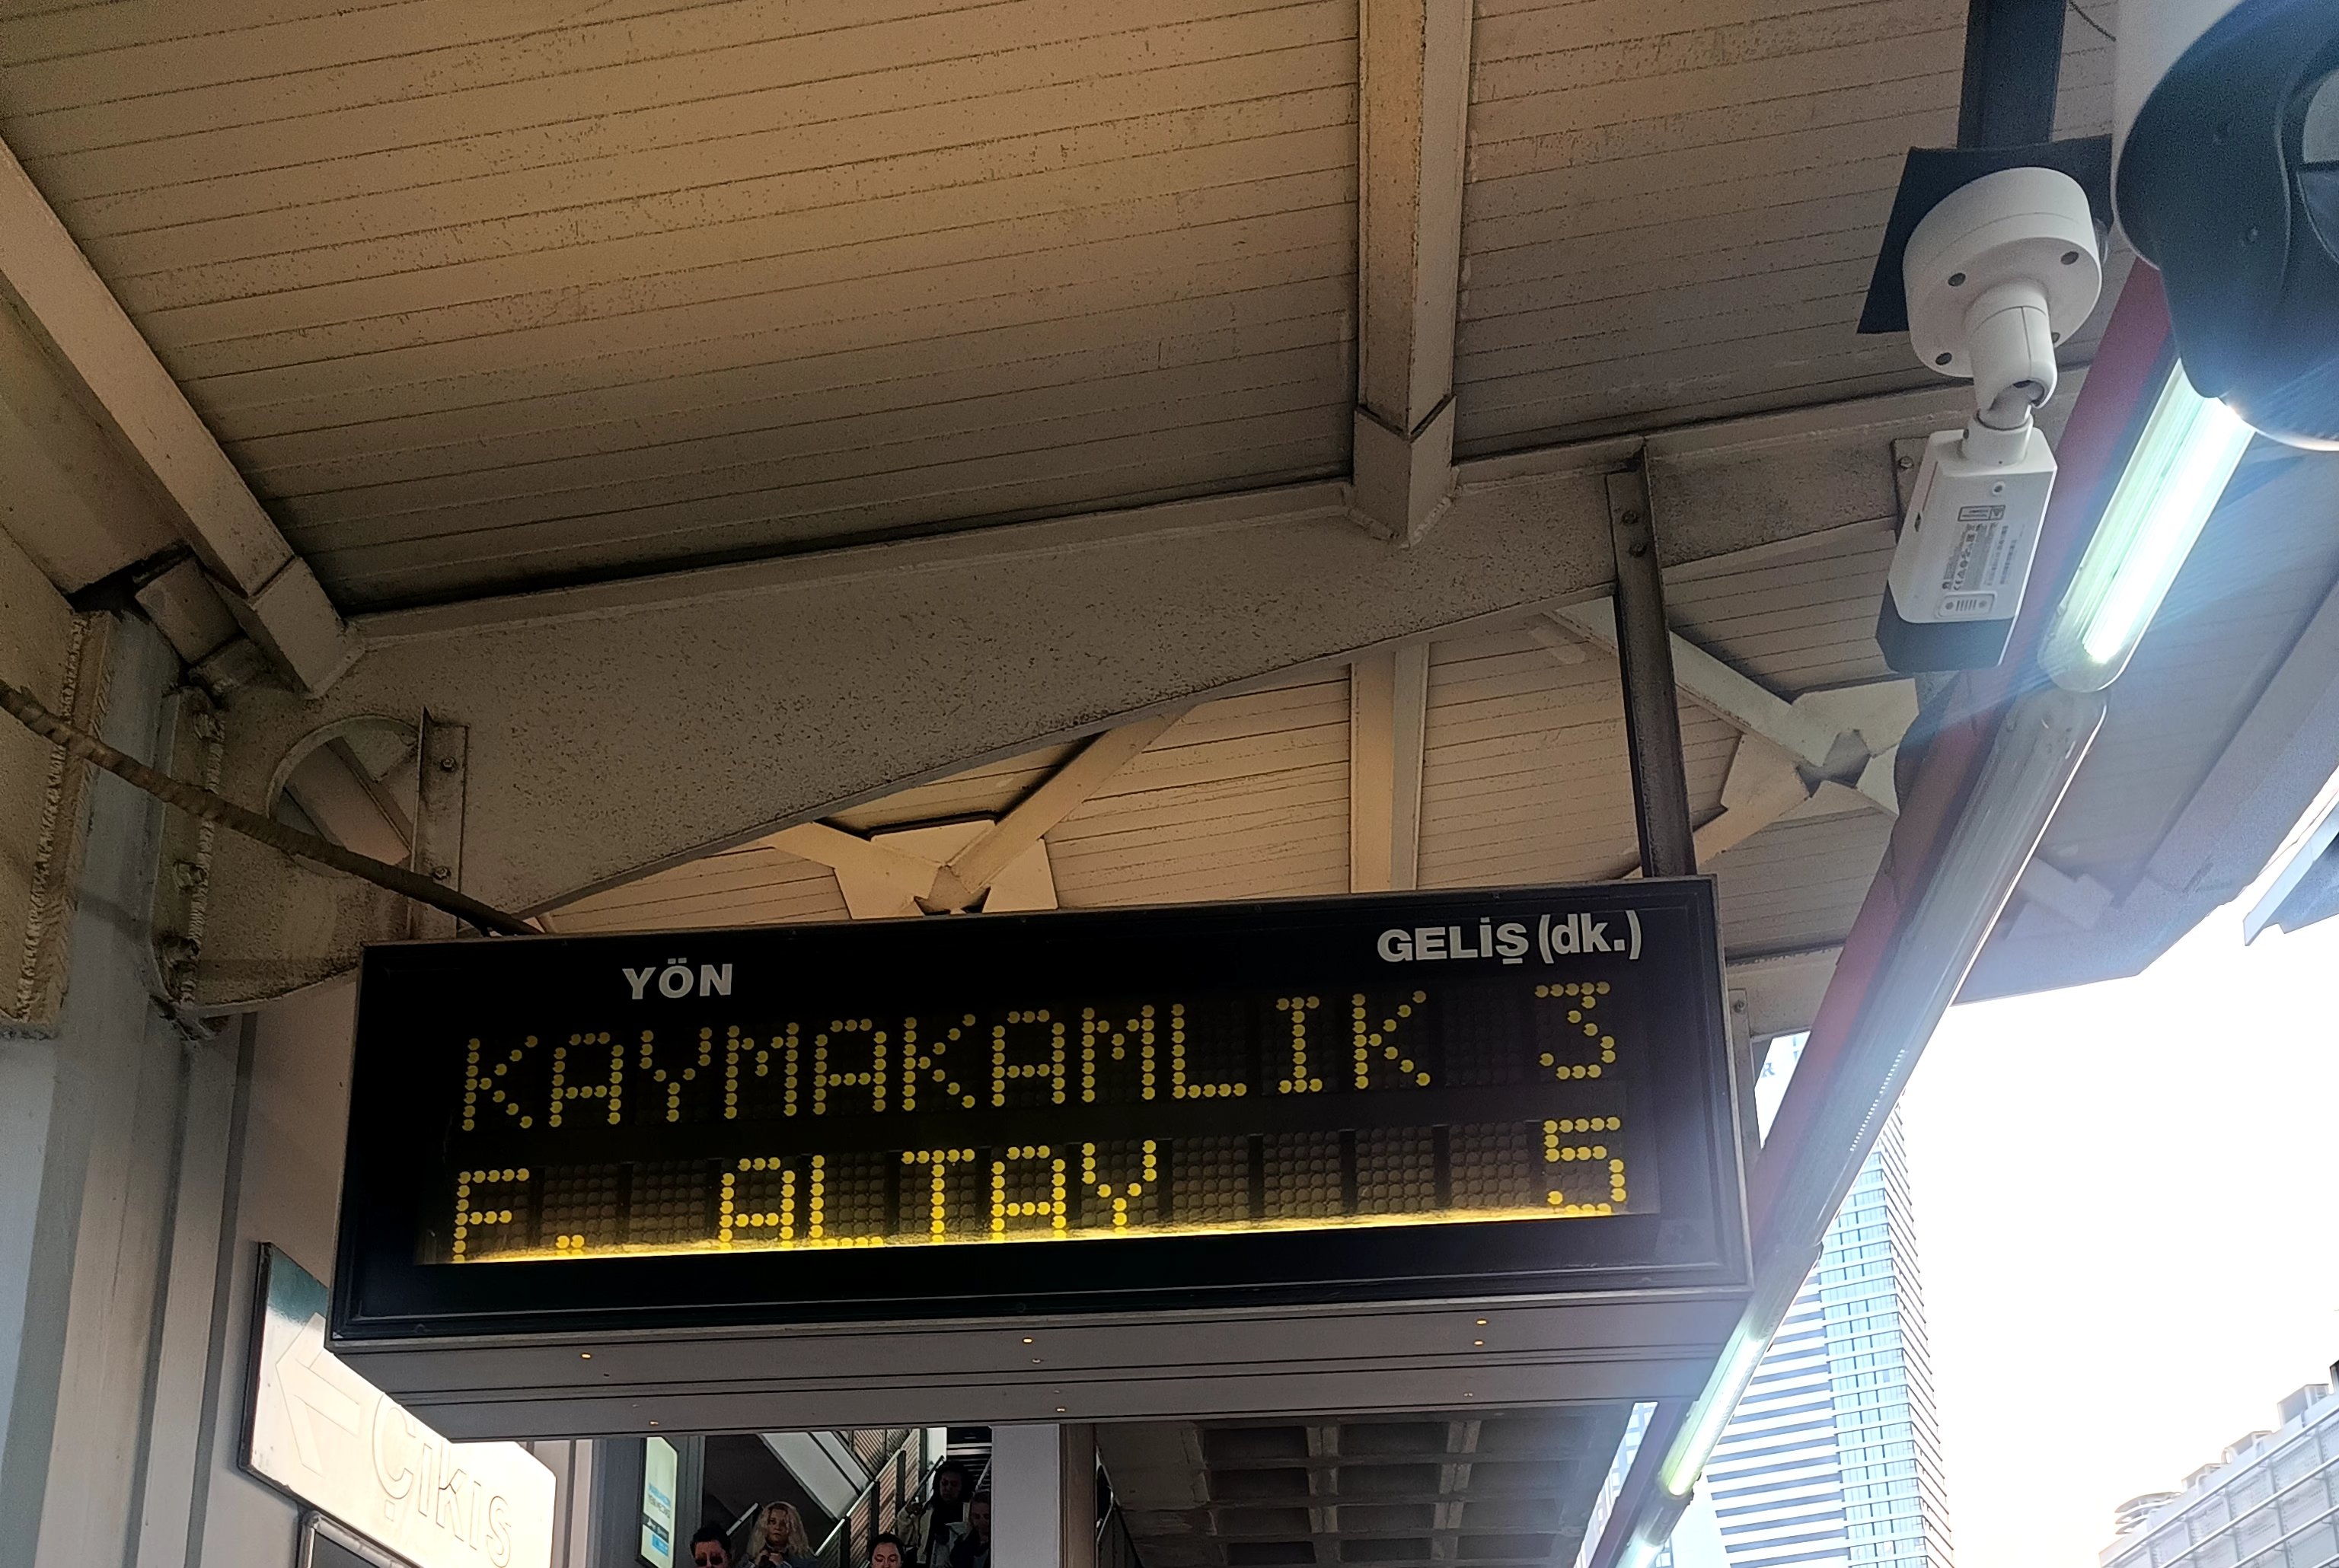 YÖN GELİŞ (dk.)
KAYMAKAMLIK 3
F. ALTAY 5
ÇIKIŞ